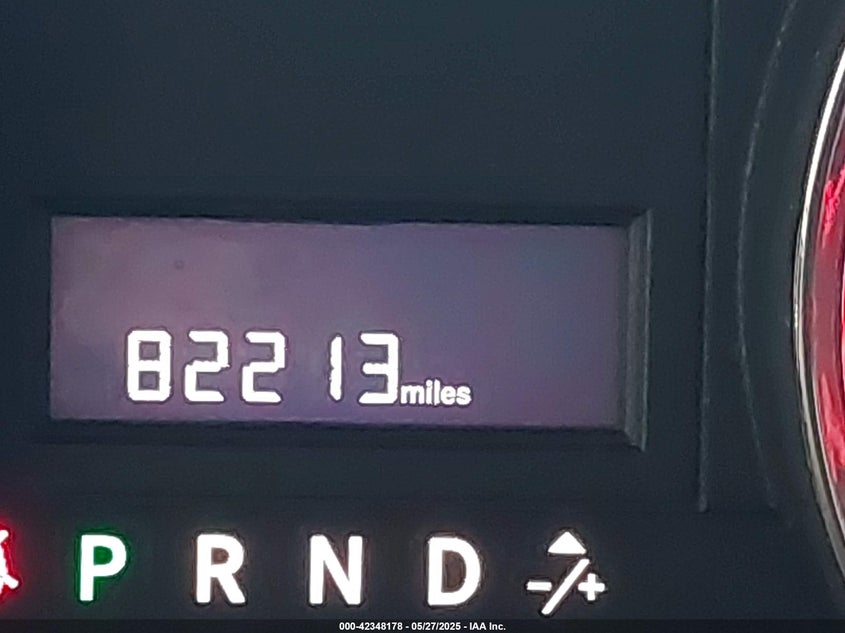 82213miles
P R N D -/+
000-42348178 - 05/27/2025 - IAA Inc.